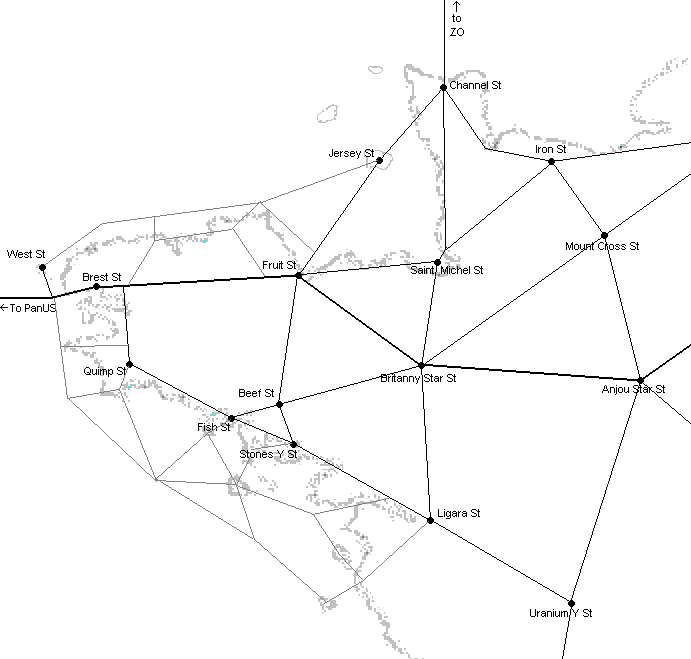 ↑
to
ZO
Channel St
Iron St
Jersey St
Mount Cross St
West St
Fruit St
Saint Michel St
Brest St
←To PanUS
Quimp St
Britanny Star St
Anjou Star St
Beef St
Fish St
Stones Y St
Ligara St
Uranium Y St